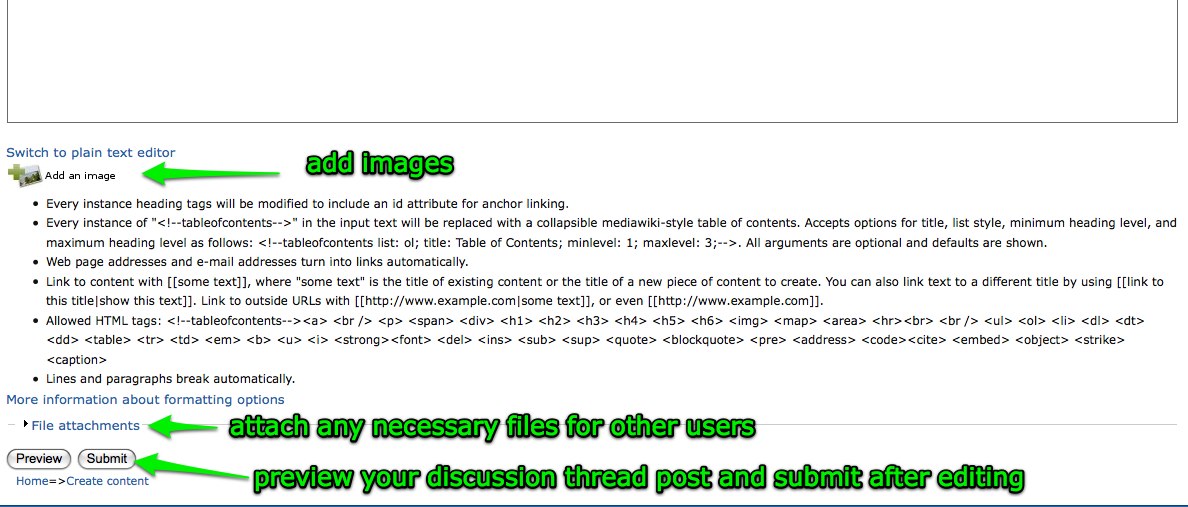 Switch to plain text editor
Add an image
add images
Every instance heading tags will be modified to include an id attribute for anchor linking.
Every instance of "<!--tableofcontents-->" in the input text will be replaced with a collapsible mediawiki-style table of contents. Accepts options for title, list style, minimum heading level, and
maximum heading level as follows: <!--tableofcontents list: ol; title: Table of Contents; minlevel: 1; maxlevel: 3;-->. All arguments are optional and defaults are shown.
Web page addresses and e-mail addresses turn into links automatically.
Link to content with [[some text]], where "some text" is the title of existing content or the title of a new piece of content to create. You can also link text to a different title by using [[link to
this title|show this text]]. Link to outside URLs with [[http://www.example.com|some text]], or even [[http://www.example.com]].
Allowed HTML tags: <!--tableofcontents--><a> <br /> <p> <span> <div> <h1> <h2> <h3> <h4> <h5> <h6> <img> <map> <area> <hr><br> <br /> <ul> <ol> <li> <dl> <dt>
<dd> <table> <tr> <td> <em> <b> <u> <i> <strong><font> <del> <ins> <sub> <sup> <quote> <blockquote> <pre> <address> <code><cite> <embed> <object> <strike>
<caption>
Lines and paragraphs break automatically.
More information about formatting options
File attachments
attach any necessary files for other users
Preview Submit
preview your discussion thread post and submit after editing
Home=>Create content